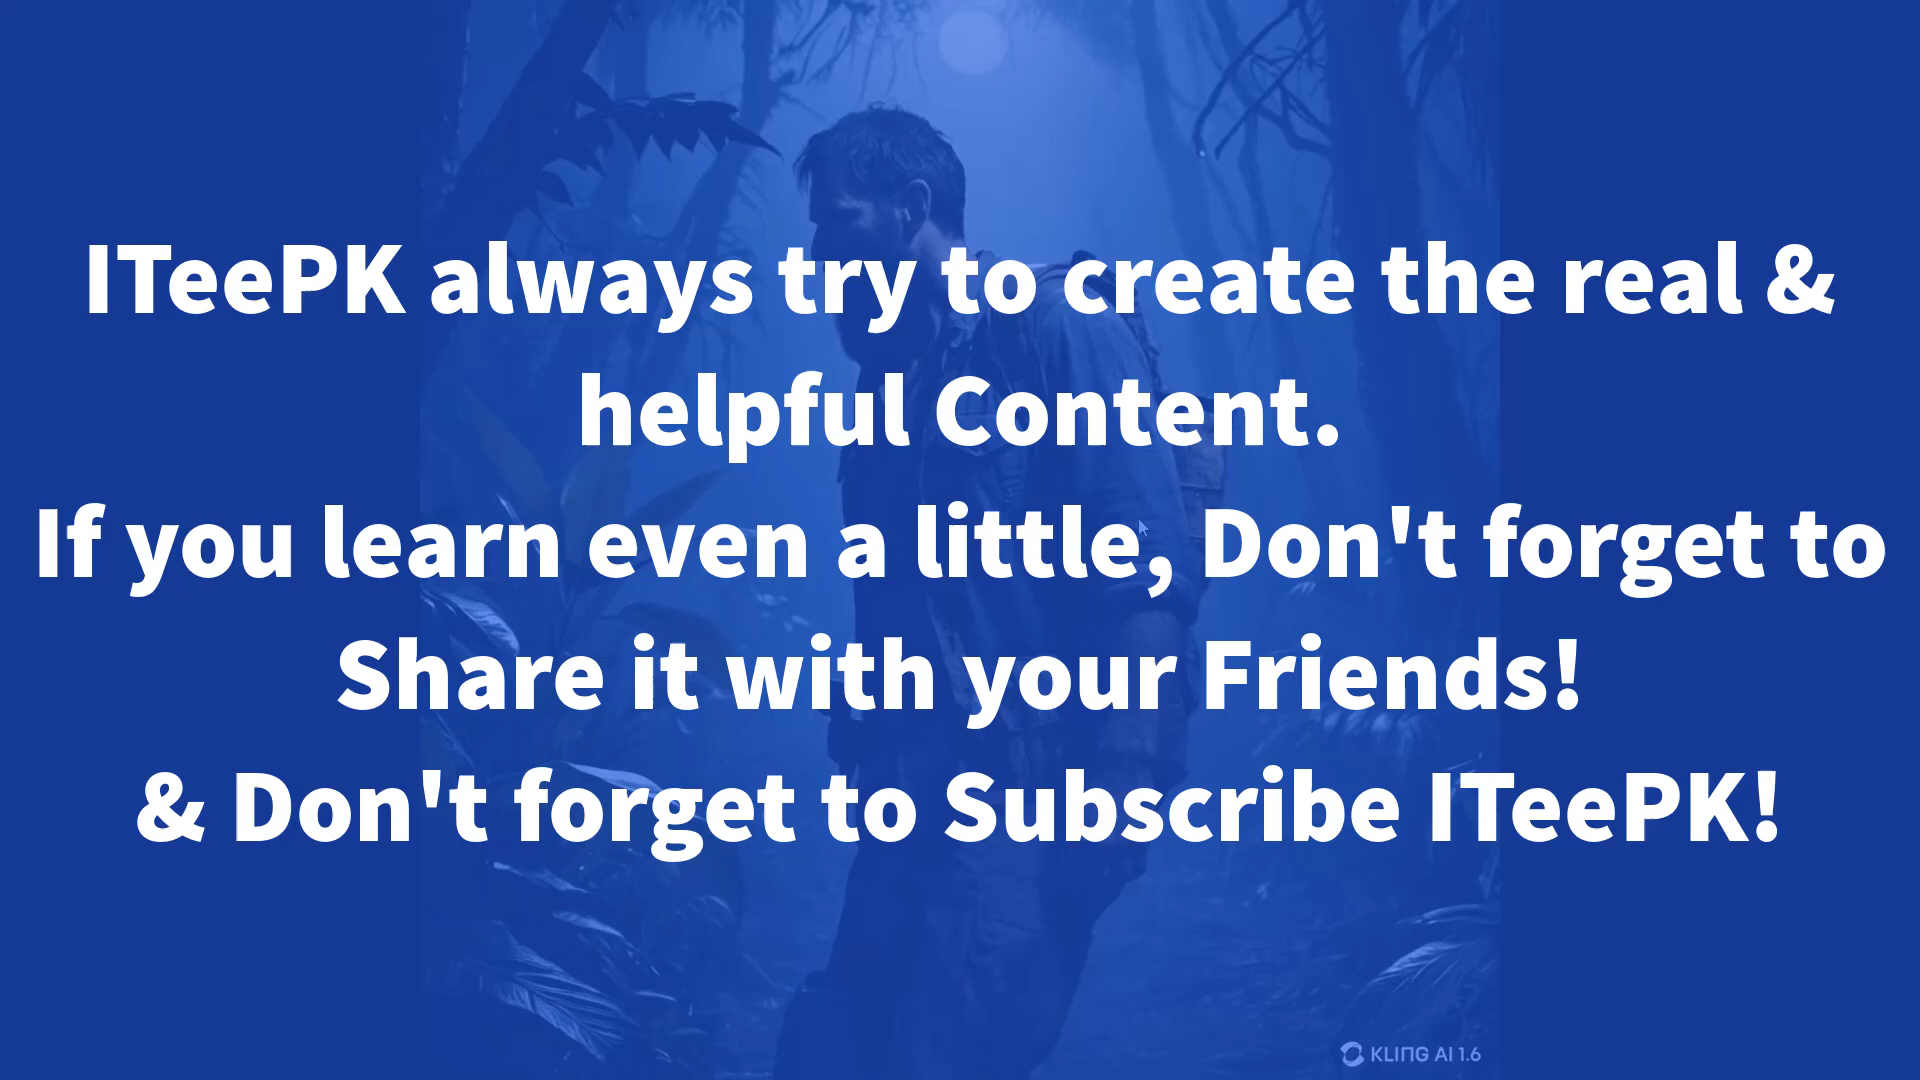 ITeePK always try to create the real &
helpful Content.
If you learn even a little, Don't forget to
Share it with your Friends!
& Don't forget to Subscribe ITeePK!
KLING AI 1.6